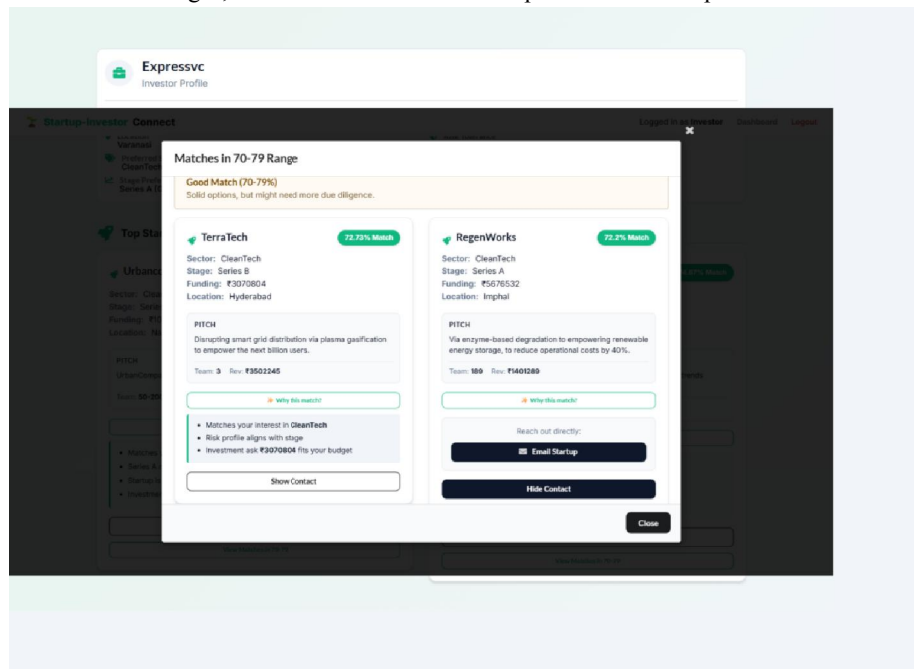 Expressvc
Investor Profile
Startup-Investor Connect
Logged in as Investor Dashboard Logout
Varanasi
Preferred
CleanTech
Series A
Matches in 70-79 Range
Good Match (70-79%)
Solid options, but might need more due diligence.
Top Sta
TerraTech
72.73% Match
Sector: CleanTech
Stage: Series B
Funding: ₹3070804
Location: Hyderabad
PITCH
Disrupting smart grid distribution via plasma gasification
to empower the next billion users.
Team: 3 Rev: ₹3502245
Why this match?
Matches your interest in CleanTech
Risk profile aligns with stage
Investment ask ₹3070804 fits your budget
Show Contact
RegenWorks
72.2% Match
Sector: CleanTech
Stage: Series A
Funding: ₹5676532
Location: Imphal
PITCH
Via enzyme-based degradation to empowering renewable
energy storage, to reduce operational costs by 40%.
Team: 189 Rev: ₹1401289
Why this match?
Reach out directly:
Email Startup
Hide Contact
Close